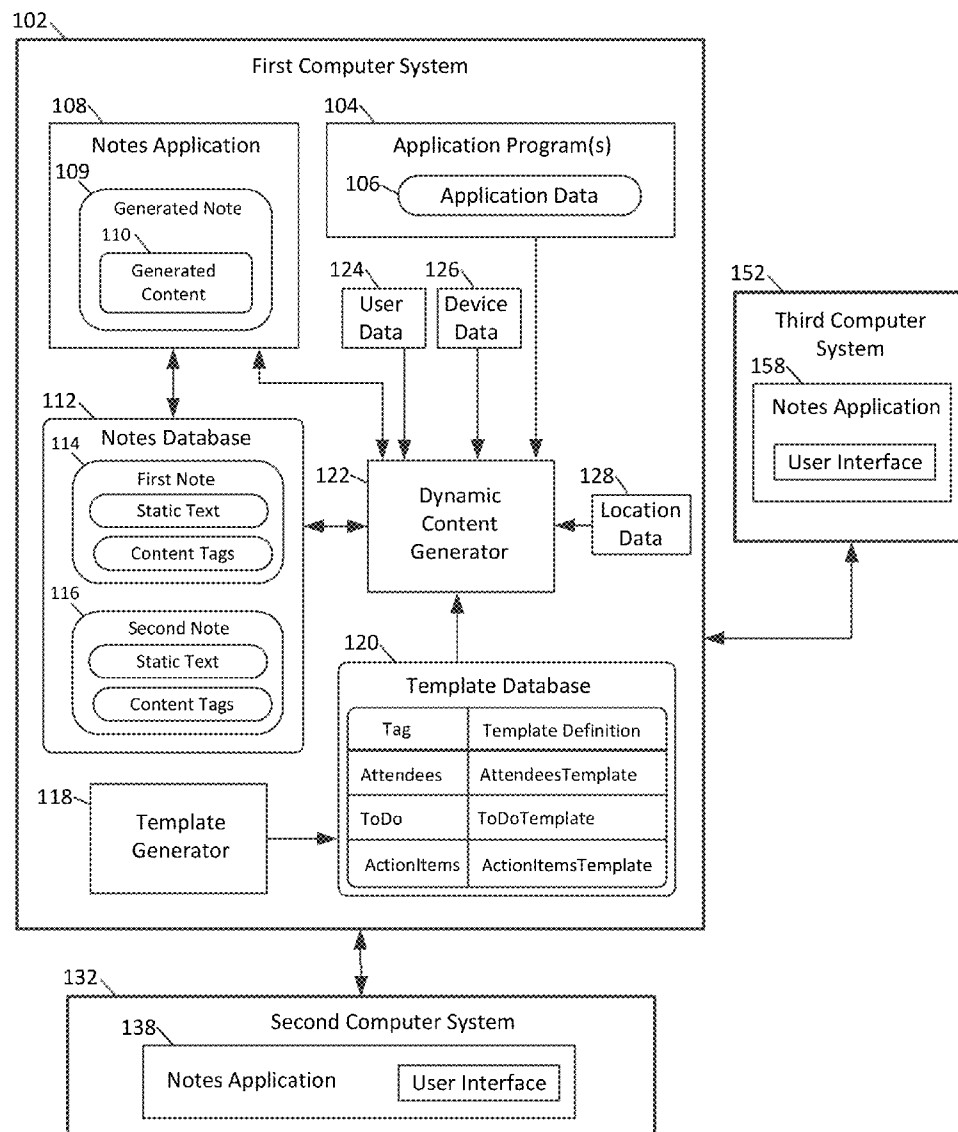 102
First Computer System
108
Notes Application
109
Generated Note
110
Generated
Content
104
Application Program(s)
106
Application Data
124
User
Data
126
Device
Data
152
Third Computer
System
158
Notes Application
User Interface
112
Notes Database
114
First Note
Static Text
Content Tags
116
Second Note
Static Text
Content Tags
122
Dynamic
Content
Generator
128
Location
Data
120
Template Database
Tag Template Definition
Attendees AttendeesTemplate
ToDo ToDoTemplate
ActionItems ActionItemsTemplate
118
Template
Generator
132
Second Computer System
138
Notes Application
User Interface